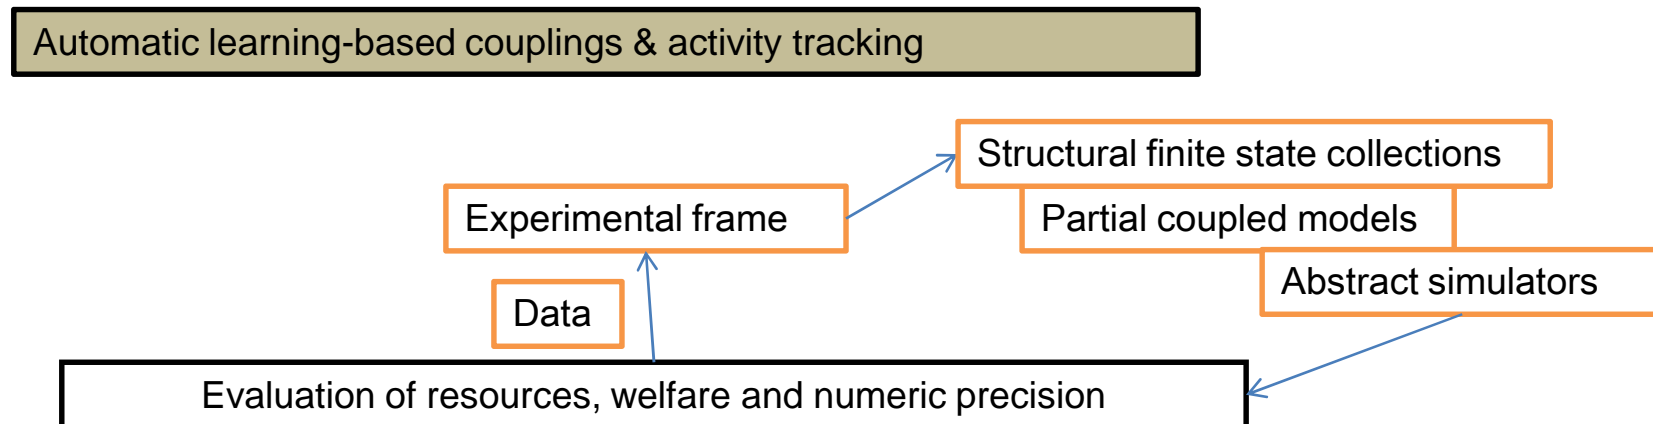 Automatic learning-based couplings & activity tracking
Structural finite state collections
Experimental frame
Partial coupled models
Abstract simulators
Data
Evaluation of resources, welfare and numeric precision